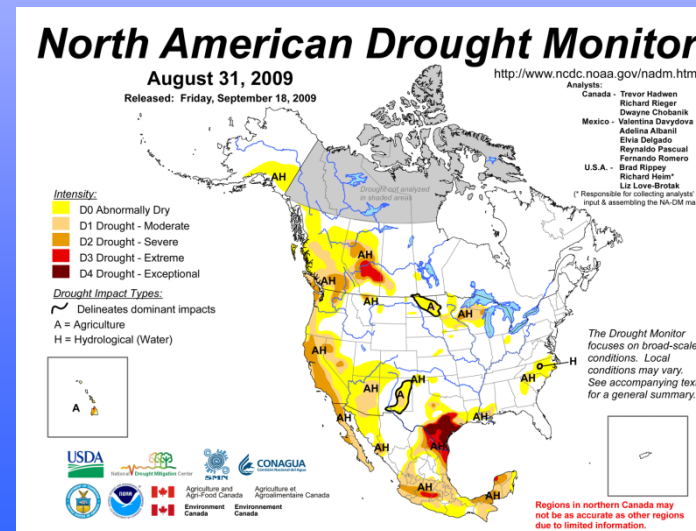 North American Drought Monitor
August 31, 2009
Released: Friday, September 18, 2009
http://www.ncdc.noaa.gov/nadm.htm
Analysts:
Canada - Trevor Hadwen
Richard Rieger
Dwayne Chobanik
Mexico - Valentina Davydova
Adelina Albanil
Elvia Delgado
Reynaldo Pascual
Fernando Romero
U.S.A. - Brad Rippey
Richard Heim*
Liz Love-Brotak
(* Responsible for collecting analysts'
input & assembling the NA-DM ma
Drought not analyzed
in shaded areas
Intensity:
D0 Abnormally Dry
D1 Drought - Moderate
D2 Drought - Severe
D3 Drought - Extreme
D4 Drought - Exceptional
Drought Impact Types:
Delineates dominant impacts
A = Agriculture
H = Hydrological (Water)
AH
AH
AH
AH
A
AH
AH
AH
AH
A
H
AH
AH
AH
AH
AH
AH
AH
A
The Drought Monitor
focuses on broad-scale
conditions. Local
conditions may vary.
See accompanying tex
for a general summary.
USDA
National Drought Mitigation Center
SMN
CONAGUA
Comisión Nacional del Agua
NOAA
Agriculture and Agriculture et
Agri-Food Canada Agroalimentaire Canada
Environment Environnement
Canada Canada
Regions in northern Canada may
not be as accurate as other regions
due to limited information.